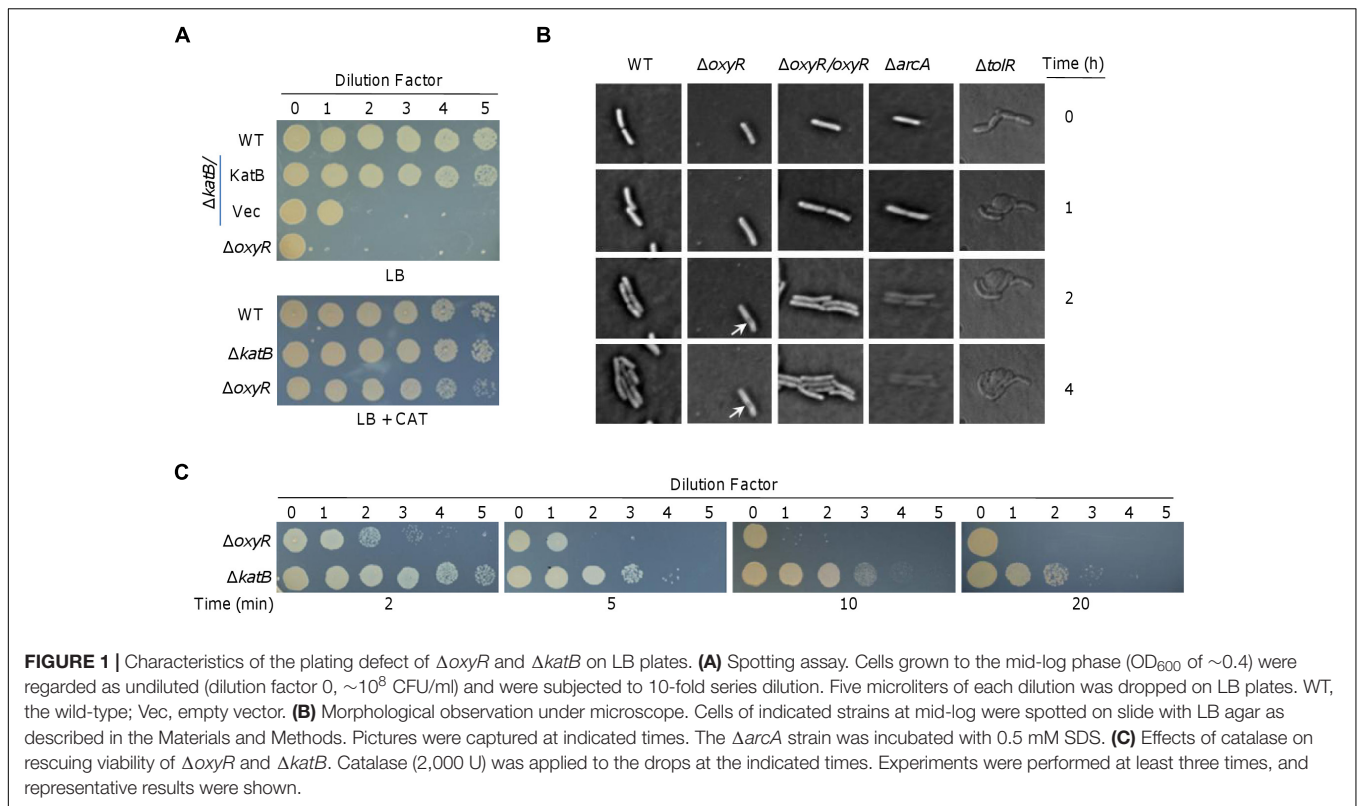 A
Dilution Factor
0 1 2 3 4 5
WT
ΔkatB/
KatB
Vec
ΔoxyR
LB
WT
ΔkatB
ΔoxyR
LB + CAT
B
WT ΔoxyR ΔoxyR/oxyR ΔarcA ΔtolR Time (h)
0
1
2
4
C
Dilution Factor
0 1 2 3 4 5 0 1 2 3 4 5 0 1 2 3 4 5 0 1 2 3 4 5
ΔoxyR
ΔkatB
Time (min) 2 5 10 20
FIGURE 1 | Characteristics of the plating defect of ΔoxyR and ΔkatB on LB plates. (A) Spotting assay. Cells grown to the mid-log phase (OD600 of ~0.4) were
regarded as undiluted (dilution factor 0, ~10⁸ CFU/ml) and were subjected to 10-fold series dilution. Five microliters of each dilution was dropped on LB plates. WT,
the wild-type; Vec, empty vector. (B) Morphological observation under microscope. Cells of indicated strains at mid-log were spotted on slide with LB agar as
described in the Materials and Methods. Pictures were captured at indicated times. The ΔarcA strain was incubated with 0.5 mM SDS. (C) Effects of catalase on
rescuing viability of ΔoxyR and ΔkatB. Catalase (2,000 U) was applied to the drops at the indicated times. Experiments were performed at least three times, and
representative results were shown.